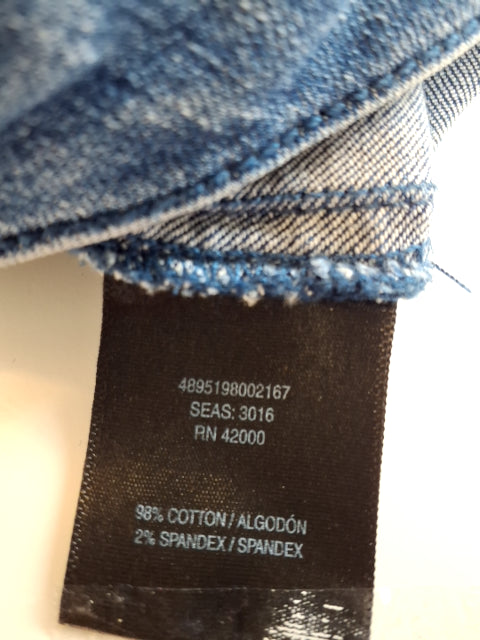 4895198002167
SEAS: 3016
RN 42000
98% COTTON / ALGODÓN
2% SPANDEX / SPANDEX